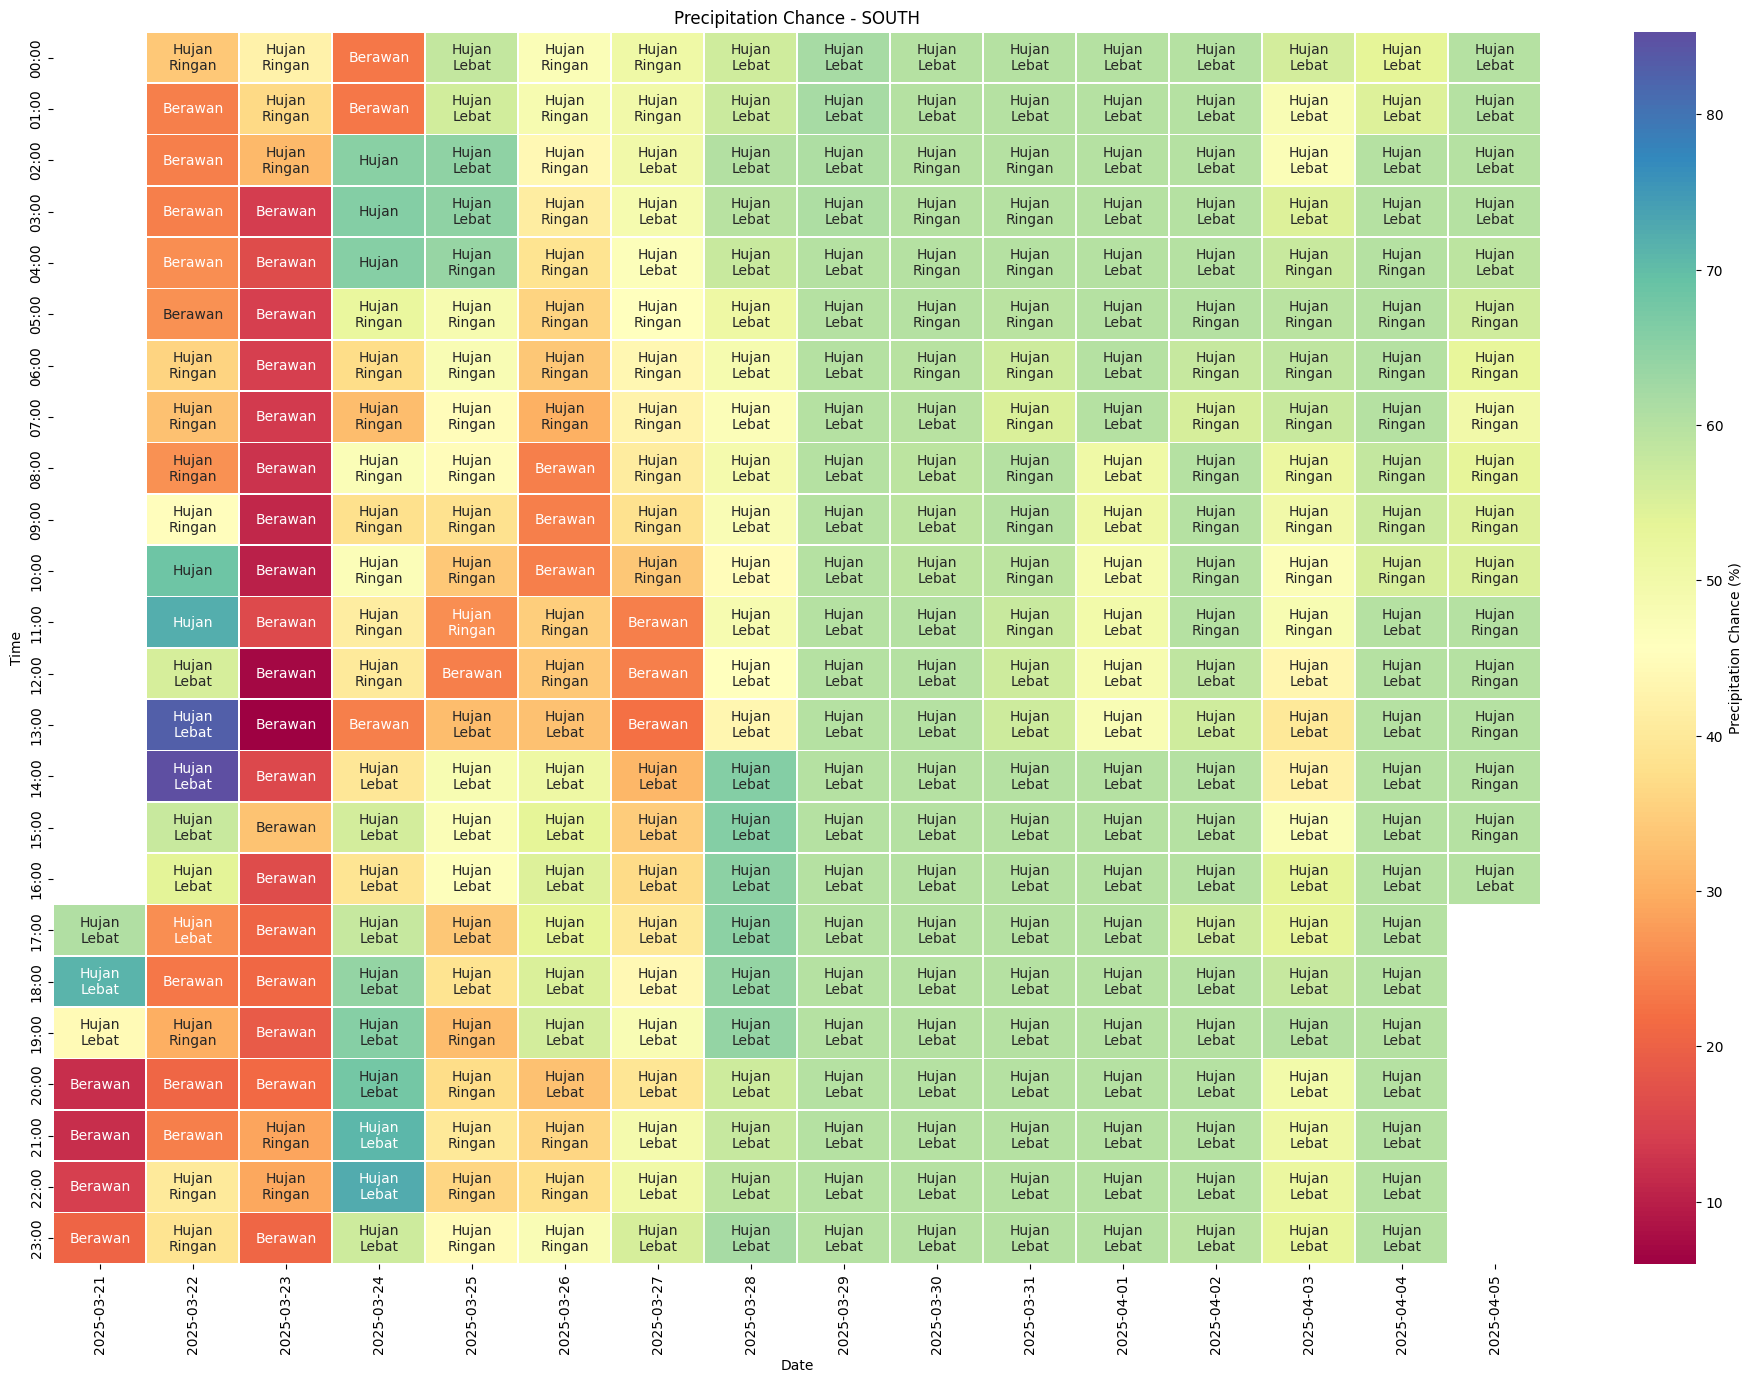 Precipitation Chance - SOUTH
00:00 Hujan Ringan Hujan Ringan Berawan Hujan Lebat Hujan Ringan Hujan Ringan Hujan Lebat Hujan Lebat Hujan Lebat Hujan Lebat Hujan Lebat Hujan Lebat Hujan Lebat Hujan Lebat Hujan Lebat
01:00 Berawan Hujan Ringan Berawan Hujan Lebat Hujan Ringan Hujan Ringan Hujan Lebat Hujan Lebat Hujan Lebat Hujan Lebat Hujan Lebat Hujan Lebat Hujan Lebat Hujan Lebat Hujan Lebat
02:00 Berawan Hujan Ringan Hujan Hujan Lebat Hujan Ringan Hujan Lebat Hujan Lebat Hujan Lebat Hujan Ringan Hujan Ringan Hujan Lebat Hujan Lebat Hujan Lebat Hujan Lebat Hujan Lebat
03:00 Berawan Berawan Hujan Hujan Lebat Hujan Ringan Hujan Lebat Hujan Lebat Hujan Lebat Hujan Ringan Hujan Ringan Hujan Lebat Hujan Lebat Hujan Lebat Hujan Lebat Hujan Lebat
04:00 Berawan Berawan Hujan Hujan Ringan Hujan Ringan Hujan Lebat Hujan Lebat Hujan Lebat Hujan Ringan Hujan Ringan Hujan Lebat Hujan Lebat Hujan Ringan Hujan Ringan Hujan Lebat
05:00 Berawan Berawan Hujan Ringan Hujan Ringan Hujan Ringan Hujan Ringan Hujan Lebat Hujan Lebat Hujan Ringan Hujan Ringan Hujan Lebat Hujan Ringan Hujan Ringan Hujan Ringan Hujan Ringan
06:00 Hujan Ringan Berawan Hujan Ringan Hujan Ringan Hujan Ringan Hujan Ringan Hujan Lebat Hujan Lebat Hujan Ringan Hujan Ringan Hujan Lebat Hujan Ringan Hujan Ringan Hujan Ringan Hujan Ringan
07:00 Hujan Ringan Berawan Hujan Ringan Hujan Ringan Hujan Ringan Hujan Ringan Hujan Lebat Hujan Lebat Hujan Lebat Hujan Ringan Hujan Lebat Hujan Ringan Hujan Ringan Hujan Ringan Hujan Ringan
08:00 Hujan Ringan Berawan Hujan Ringan Hujan Ringan Berawan Hujan Ringan Hujan Lebat Hujan Lebat Hujan Lebat Hujan Ringan Hujan Lebat Hujan Ringan Hujan Ringan Hujan Ringan Hujan Ringan
09:00 Hujan Ringan Berawan Hujan Ringan Hujan Ringan Berawan Hujan Ringan Hujan Lebat Hujan Lebat Hujan Lebat Hujan Ringan Hujan Lebat Hujan Ringan Hujan Ringan Hujan Ringan Hujan Ringan
10:00 Hujan Berawan Hujan Ringan Hujan Ringan Berawan Hujan Ringan Hujan Lebat Hujan Lebat Hujan Lebat Hujan Ringan Hujan Lebat Hujan Ringan Hujan Ringan Hujan Ringan Hujan Ringan
11:00 Hujan Berawan Hujan Ringan Hujan Ringan Hujan Ringan Berawan Hujan Lebat Hujan Lebat Hujan Lebat Hujan Ringan Hujan Lebat Hujan Ringan Hujan Ringan Hujan Lebat Hujan Ringan
12:00 Hujan Lebat Berawan Hujan Ringan Berawan Hujan Ringan Berawan Hujan Lebat Hujan Lebat Hujan Lebat Hujan Lebat Hujan Lebat Hujan Lebat Hujan Lebat Hujan Lebat Hujan Ringan
13:00 Hujan Lebat Berawan Berawan Hujan Lebat Hujan Lebat Berawan Hujan Lebat Hujan Lebat Hujan Lebat Hujan Lebat Hujan Lebat Hujan Lebat Hujan Lebat Hujan Lebat Hujan Ringan
14:00 Hujan Lebat Berawan Hujan Lebat Hujan Lebat Hujan Lebat Hujan Lebat Hujan Lebat Hujan Lebat Hujan Lebat Hujan Lebat Hujan Lebat Hujan Lebat Hujan Lebat Hujan Lebat Hujan Ringan
15:00 Hujan Lebat Berawan Hujan Lebat Hujan Lebat Hujan Lebat Hujan Lebat Hujan Lebat Hujan Lebat Hujan Lebat Hujan Lebat Hujan Lebat Hujan Lebat Hujan Lebat Hujan Lebat Hujan Ringan
16:00 Hujan Lebat Berawan Hujan Lebat Hujan Lebat Hujan Lebat Hujan Lebat Hujan Lebat Hujan Lebat Hujan Lebat Hujan Lebat Hujan Lebat Hujan Lebat Hujan Lebat Hujan Lebat Hujan Lebat
17:00 Hujan Lebat Hujan Lebat Berawan Hujan Lebat Hujan Lebat Hujan Lebat Hujan Lebat Hujan Lebat Hujan Lebat Hujan Lebat Hujan Lebat Hujan Lebat Hujan Lebat Hujan Lebat Hujan Lebat
18:00 Hujan Lebat Berawan Berawan Hujan Lebat Hujan Lebat Hujan Lebat Hujan Lebat Hujan Lebat Hujan Lebat Hujan Lebat Hujan Lebat Hujan Lebat Hujan Lebat Hujan Lebat Hujan Lebat
19:00 Hujan Lebat Hujan Ringan Berawan Hujan Lebat Hujan Ringan Hujan Lebat Hujan Lebat Hujan Lebat Hujan Lebat Hujan Lebat Hujan Lebat Hujan Lebat Hujan Lebat Hujan Lebat Hujan Lebat
20:00 Berawan Berawan Berawan Hujan Lebat Hujan Ringan Hujan Lebat Hujan Lebat Hujan Lebat Hujan Lebat Hujan Lebat Hujan Lebat Hujan Lebat Hujan Lebat Hujan Lebat Hujan Lebat
21:00 Berawan Berawan Hujan Ringan Hujan Lebat Hujan Ringan Hujan Ringan Hujan Lebat Hujan Lebat Hujan Lebat Hujan Lebat Hujan Lebat Hujan Lebat Hujan Lebat Hujan Lebat Hujan Lebat
22:00 Berawan Hujan Ringan Hujan Ringan Hujan Lebat Hujan Ringan Hujan Ringan Hujan Lebat Hujan Lebat Hujan Lebat Hujan Lebat Hujan Lebat Hujan Lebat Hujan Lebat Hujan Lebat Hujan Lebat
23:00 Berawan Hujan Ringan Berawan Hujan Lebat Hujan Ringan Hujan Ringan Hujan Lebat Hujan Lebat Hujan Lebat Hujan Lebat Hujan Lebat Hujan Lebat Hujan Lebat Hujan Lebat Hujan Lebat
Time
2025-03-21 2025-03-22 2025-03-23 2025-03-24 2025-03-25 2025-03-26 2025-03-27 2025-03-28 2025-03-29 2025-03-30 2025-03-31 2025-04-01 2025-04-02 2025-04-03 2025-04-04 2025-04-05
Date
80
70
60
50
40
30
20
10
Precipitation Chance (%)